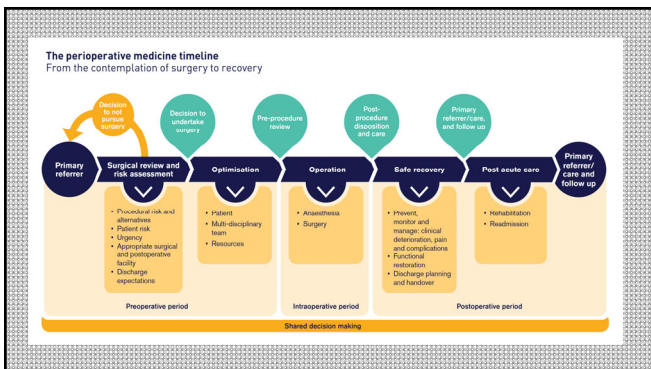 The perioperative medicine timeline
From the contemplation of surgery to recovery
Decision
to not
pursue
surgery
Decision to
undertake
surgery
Pre-procedure
review
Post-
procedure
disposition
and care
Primary
referrer/care,
and follow up
Primary
referrer
Surgical review and
risk assessment
Optimisation
Operation
Safe recovery
Post acute care
Primary
referrer/
care and
follow up
• Procedural risk and
alternatives
• Patient risk
• Urgency
• Appropriate surgical
and postoperative
facility
• Discharge
expectations
• Patient
• Multi-disciplinary
team
• Resources
• Anaesthesia
• Surgery
• Prevent,
monitor and
manage: clinical
deterioration, pain
and complications
• Functional
restoration
• Discharge planning
and handover
• Rehabilitation
• Readmission
Preoperative period
Intraoperative period
Postoperative period
Shared decision making